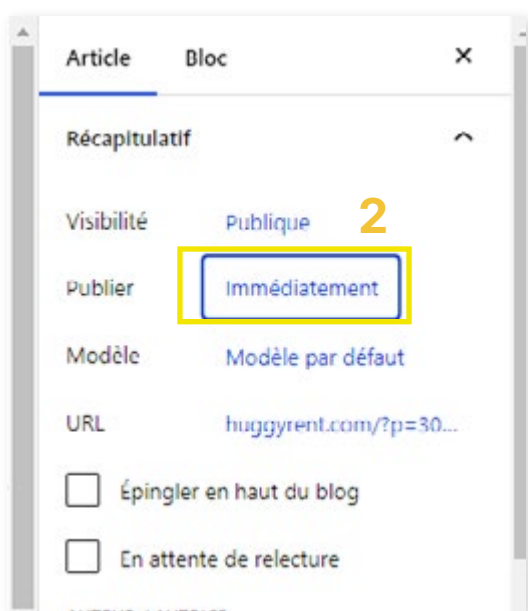 Article Bloc ×
Récapitulatif
Visibilité Publique 2
Publier Immédiatement
Modèle Modèle par défaut
URL huggyrent.com/?p=30...
Épingler en haut du blog
En attente de relecture